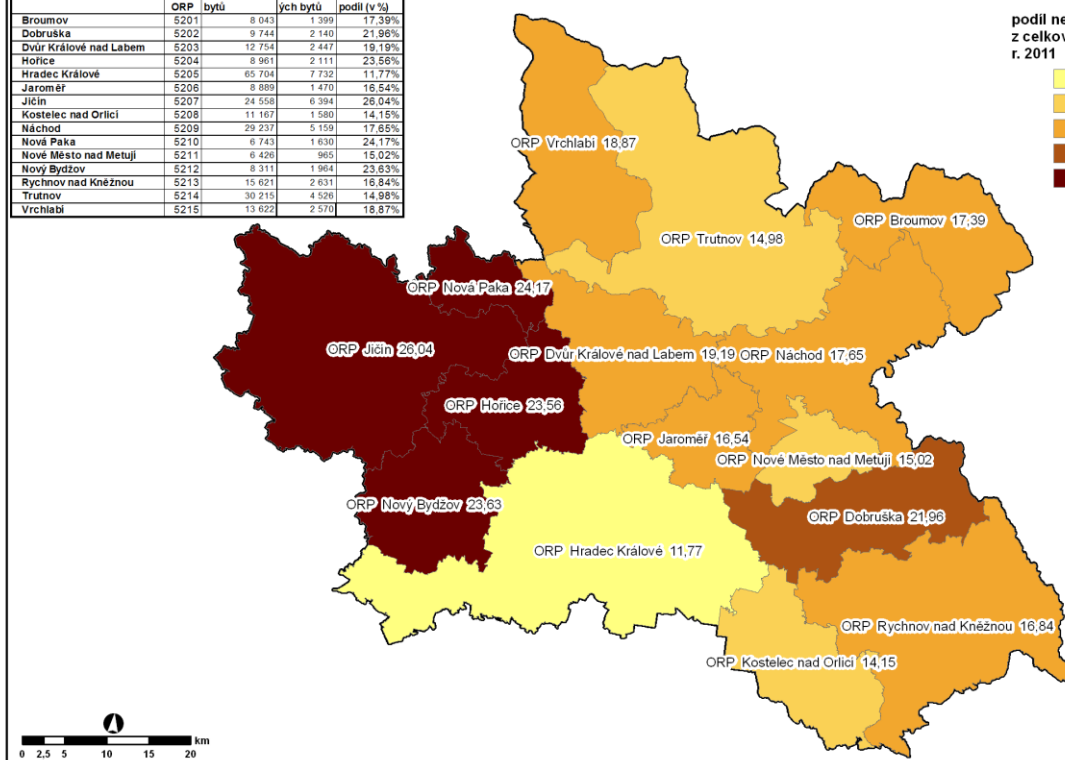 ORP bytů ých bytů podíl (v %)
Broumov 5201 8 043 1 399 17,39%
Dobruška 5202 9 744 2 140 21,96%
Dvůr Králové nad Labem 5203 12 754 2 447 19,19%
Hořice 5204 8 961 2 111 23,56%
Hradec Králové 5205 65 704 7 732 11,77%
Jaroměř 5206 8 889 1 470 16,54%
Jičín 5207 24 558 6 394 26,04%
Kostelec nad Orlicí 5208 11 167 1 580 14,15%
Náchod 5209 29 237 5 159 17,65%
Nová Paka 5210 6 743 1 630 24,17%
Nové Město nad Metují 5211 6 426 965 15,02%
Nový Bydžov 5212 8 311 1 964 23,63%
Rychnov nad Kněžnou 5213 15 621 2 631 16,84%
Trutnov 5214 30 215 4 526 14,98%
Vrchlabí 5215 13 622 2 570 18,87%
podíl ne
z celkov
r. 2011
ORP Vrchlabí 18,87
ORP Broumov 17,39
ORP Trutnov 14,98
ORP Nová Paka 24,17
ORP Jičín 26,04
ORP Dvůr Králové nad Labem 19,19
ORP Náchod 17,65
ORP Hořice 23,56
ORP Jaroměř 16,54
ORP Nové Město nad Metují 15,02
ORP Nový Bydžov 23,63
ORP Dobruška 21,96
ORP Hradec Králové 11,77
ORP Rychnov nad Kněžnou 16,84
ORP Kostelec nad Orlicí 14,15
km
0 2,5 5 10 15 20